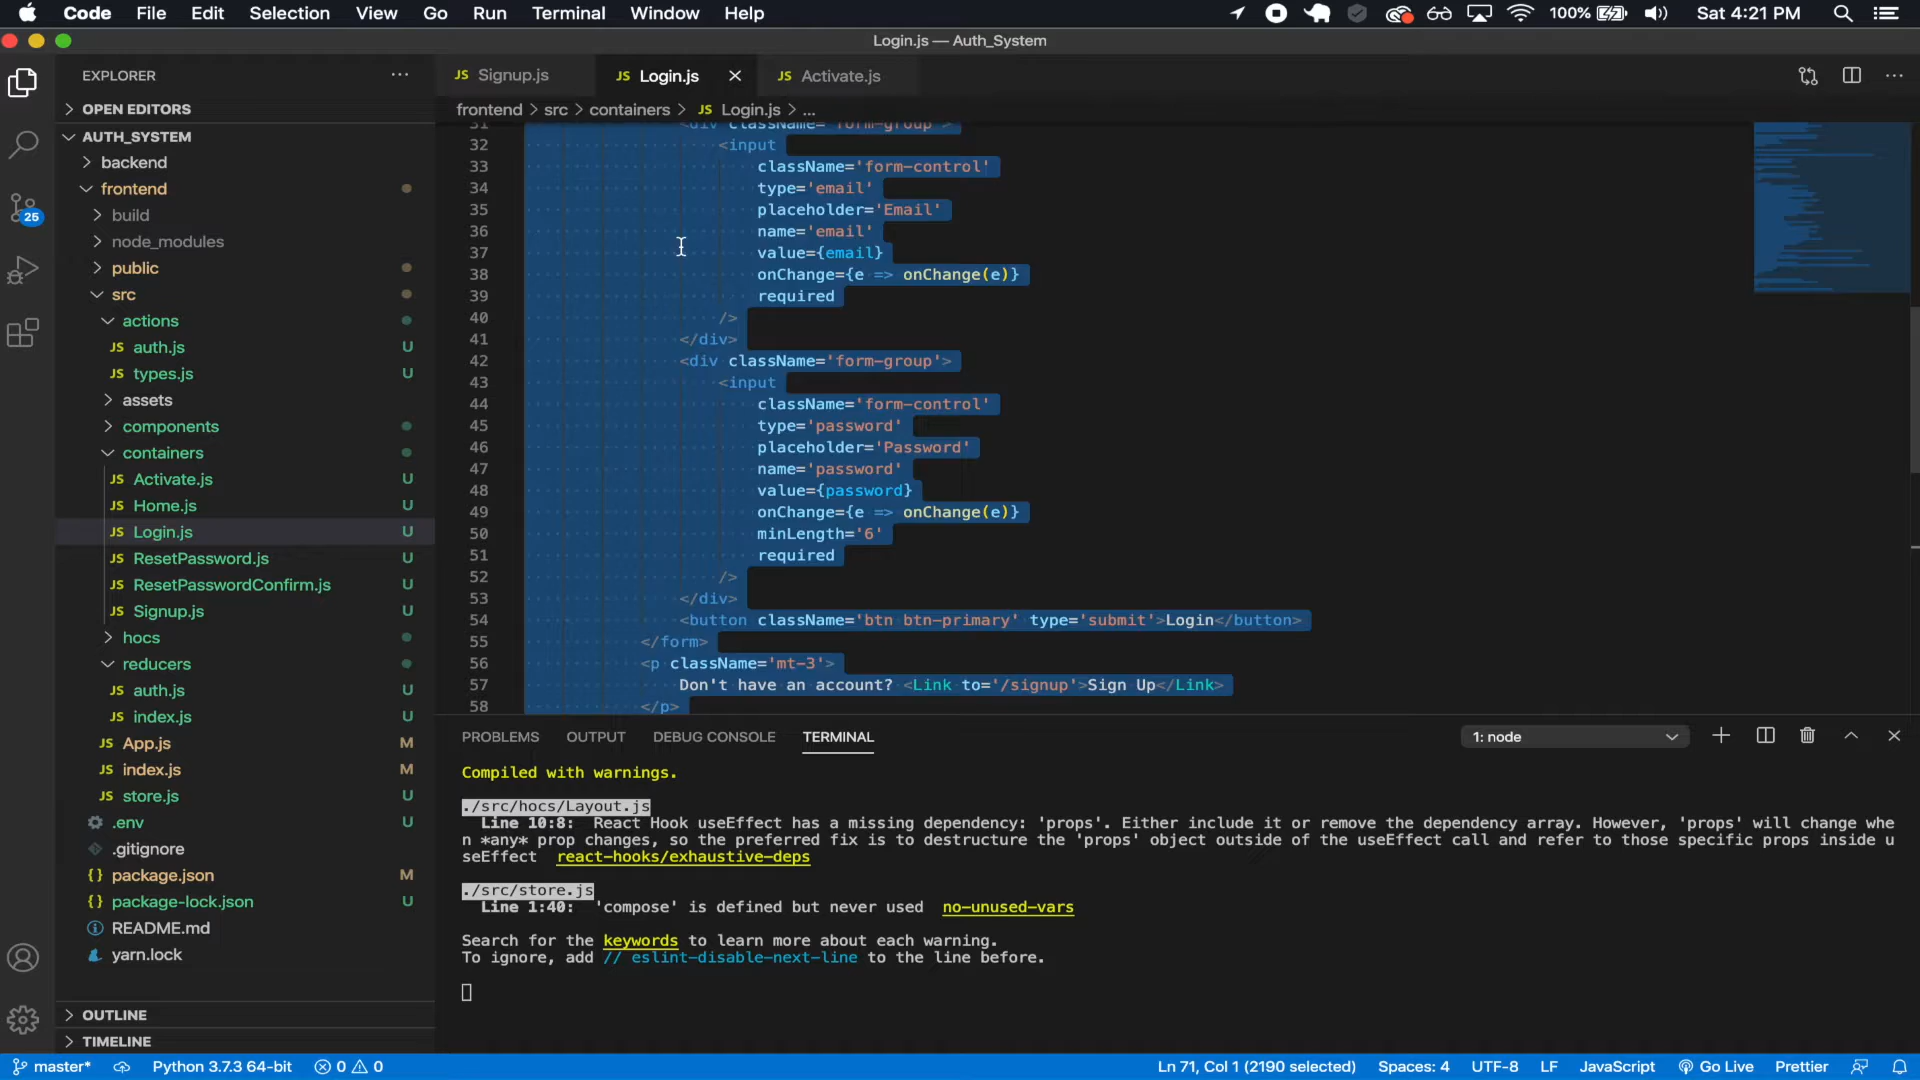 Code File Edit Selection View Go Run Terminal Window Help 100% Sat 4:21 PM
Login.js — Auth_System
EXPLORER
JS Signup.js JS Login.js JS Activate.js
OPEN EDITORS
frontend > src > containers > JS Login.js > ...
AUTH_SYSTEM
backend
frontend
build
25
node_modules
public
src
actions
JS auth.js U
JS types.js U
assets
components
containers
JS Activate.js U
JS Home.js U
JS Login.js U
JS ResetPassword.js U
JS ResetPasswordConfirm.js U
JS Signup.js U
hocs
reducers
JS auth.js U
JS index.js U
JS App.js M
JS index.js M
JS store.js U
.env U
.gitignore
{} package.json M
{} package-lock.json U
README.md
yarn.lock
OUTLINE
TIMELINE
31 <div className='form-group'>
32 <input
33 className='form-control'
34 type='email'
35 placeholder='Email'
36 name='email'
37 value={email}
38 onChange={e => onChange(e)}
39 required
40 />
41 </div>
42 <div className='form-group'>
43 <input
44 className='form-control'
45 type='password'
46 placeholder='Password'
47 name='password'
48 value={password}
49 onChange={e => onChange(e)}
50 minLength='6'
51 required
52 />
53 </div>
54 <button className='btn btn-primary' type='submit'>Login</button>
55 </form>
56 <p className='mt-3'>
57 Don't have an account? <Link to='/signup'>Sign Up</Link>
58 </p>
PROBLEMS OUTPUT DEBUG CONSOLE TERMINAL 1: node
Compiled with warnings.
./src/hocs/Layout.js
Line 10:8: React Hook useEffect has a missing dependency: 'props'. Either include it or remove the dependency array. However, 'props' will change whe
n *any* prop changes, so the preferred fix is to destructure the 'props' object outside of the useEffect call and refer to those specific props inside u
seEffect react-hooks/exhaustive-deps
./src/store.js
Line 1:40: 'compose' is defined but never used no-unused-vars
Search for the keywords to learn more about each warning.
To ignore, add // eslint-disable-next-line to the line before.
master* Python 3.7.3 64-bit 0 0 Ln 71, Col 1 (2190 selected) Spaces: 4 UTF-8 LF JavaScript Go Live Prettier